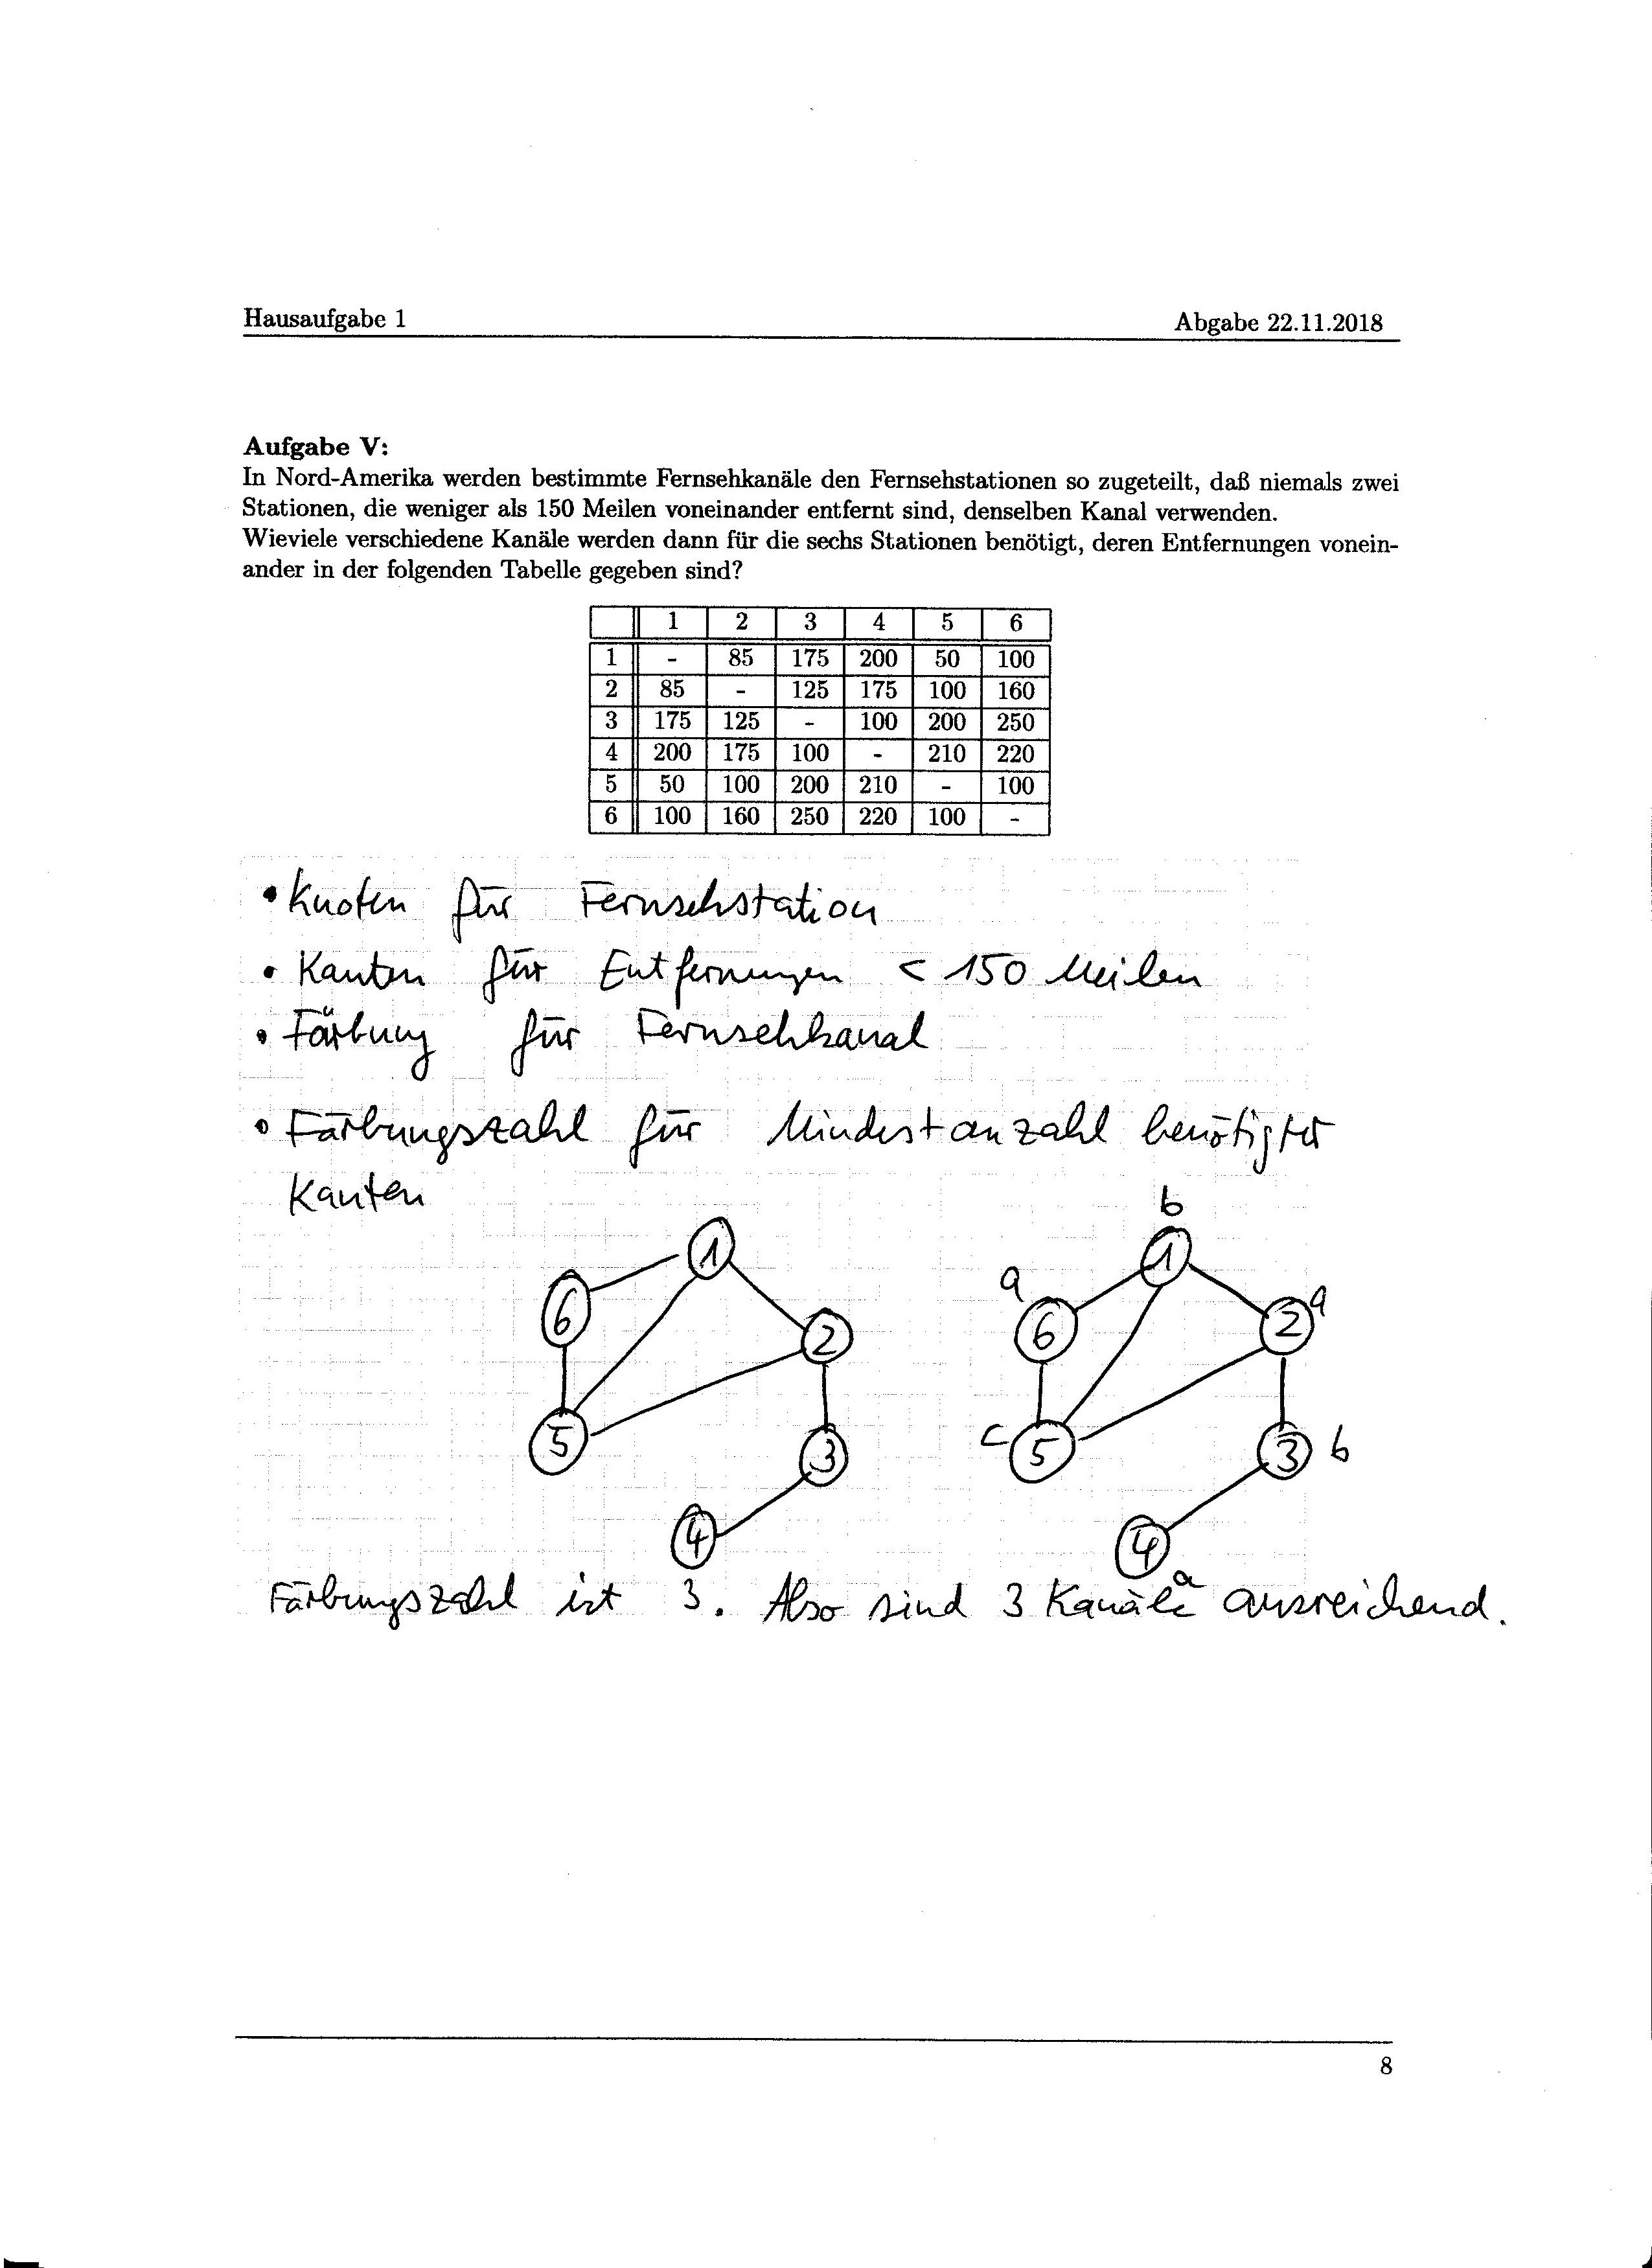 Hausaufgabe 1 Abgabe 22.11.2018
Aufgabe V:
In Nord-Amerika werden bestimmte Fernsehkanäle den Fernsehstationen so zugeteilt, daß niemals zwei
Stationen, die weniger als 150 Meilen voneinander entfernt sind, denselben Kanal verwenden.
Wieviele verschiedene Kanäle werden dann für die sechs Stationen benötigt, deren Entfernungen vonein-
ander in der folgenden Tabelle gegeben sind?
1 2 3 4 5 6
1 - 85 175 200 50 100
2 85 - 125 175 100 160
3 175 125 - 100 200 250
4 200 175 100 - 210 220
5 50 100 200 210 - 100
6 100 160 250 220 100 -
• Knoten für Fernsehstation
• Kanten für Entfernungen < 150 Meilen
• Färbung für Fernsehkanal
• Färbungszahl für Mindestanzahl benötigter
Kanten
1
6
2
5
3
4
b
1
a
6
2 a
c 5
3 b
4
a
Färbungszahl ist 3. Also sind 3 Kanäle ausreichend.
8